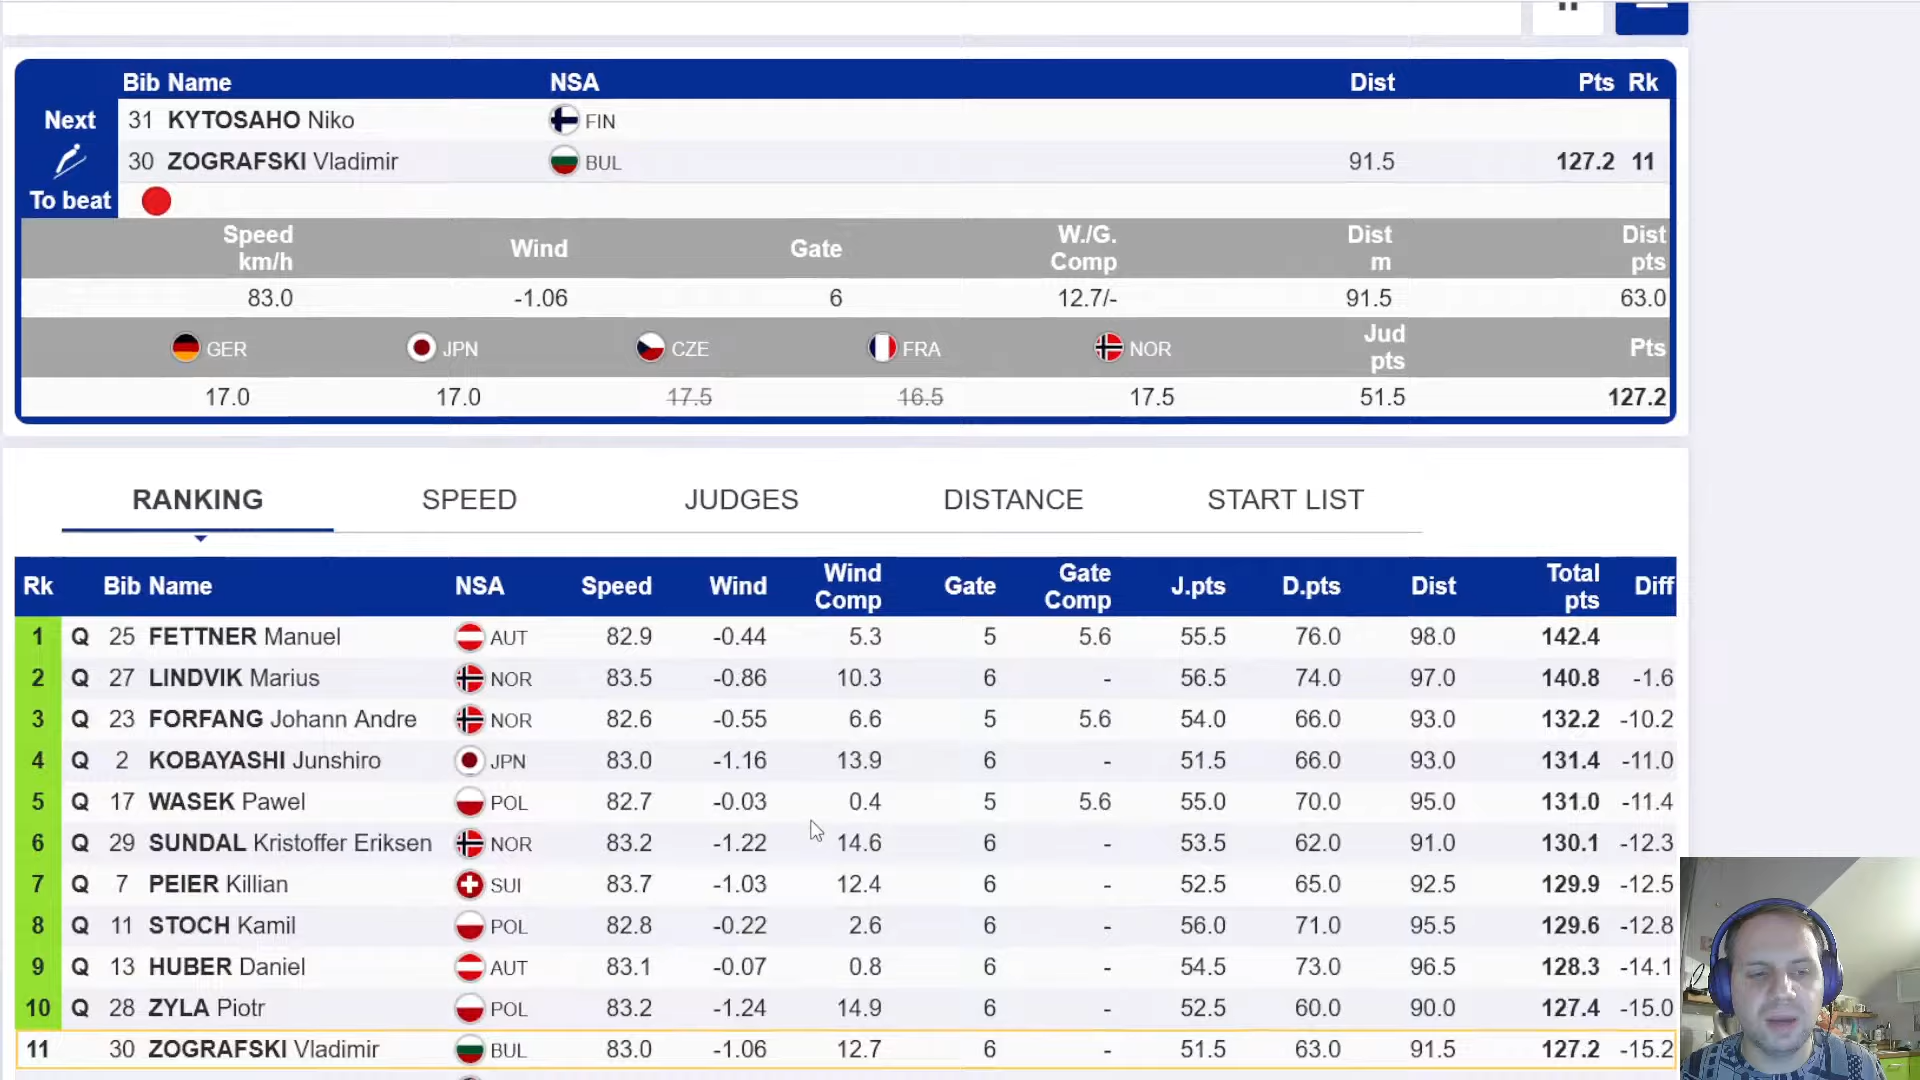 Bib Name NSA Dist Pts Rk
Next 31 KYTOSAHO Niko FIN
30 ZOGRAFSKI Vladimir BUL 91.5 127.2 11
To beat
Speed km/h Wind Gate W./G. Comp Dist m Dist pts
83.0 -1.06 6 12.7/- 91.5 63.0
GER JPN CZE FRA NOR Jud pts Pts
17.0 17.0 17.5 16.5 17.5 51.5 127.2
RANKING SPEED JUDGES DISTANCE START LIST
Rk Bib Name NSA Speed Wind Wind Comp Gate Gate Comp J.pts D.pts Dist Total pts Diff
1 Q 25 FETTNER Manuel AUT 82.9 -0.44 5.3 5 5.6 55.5 76.0 98.0 142.4
2 Q 27 LINDVIK Marius NOR 83.5 -0.86 10.3 6 - 56.5 74.0 97.0 140.8 -1.6
3 Q 23 FORFANG Johann Andre NOR 82.6 -0.55 6.6 5 5.6 54.0 66.0 93.0 132.2 -10.2
4 Q 2 KOBAYASHI Junshiro JPN 83.0 -1.16 13.9 6 - 51.5 66.0 93.0 131.4 -11.0
5 Q 17 WASEK Pawel POL 82.7 -0.03 0.4 5 5.6 55.0 70.0 95.0 131.0 -11.4
6 Q 29 SUNDAL Kristoffer Eriksen NOR 83.2 -1.22 14.6 6 - 53.5 62.0 91.0 130.1 -12.3
7 Q 7 PEIER Killian SUI 83.7 -1.03 12.4 6 - 52.5 65.0 92.5 129.9 -12.5
8 Q 11 STOCH Kamil POL 82.8 -0.22 2.6 6 - 56.0 71.0 95.5 129.6 -12.8
9 Q 13 HUBER Daniel AUT 83.1 -0.07 0.8 6 - 54.5 73.0 96.5 128.3 -14.1
10 Q 28 ZYLA Piotr POL 83.2 -1.24 14.9 6 - 52.5 60.0 90.0 127.4 -15.0
11 30 ZOGRAFSKI Vladimir BUL 83.0 -1.06 12.7 6 - 51.5 63.0 91.5 127.2 -15.2